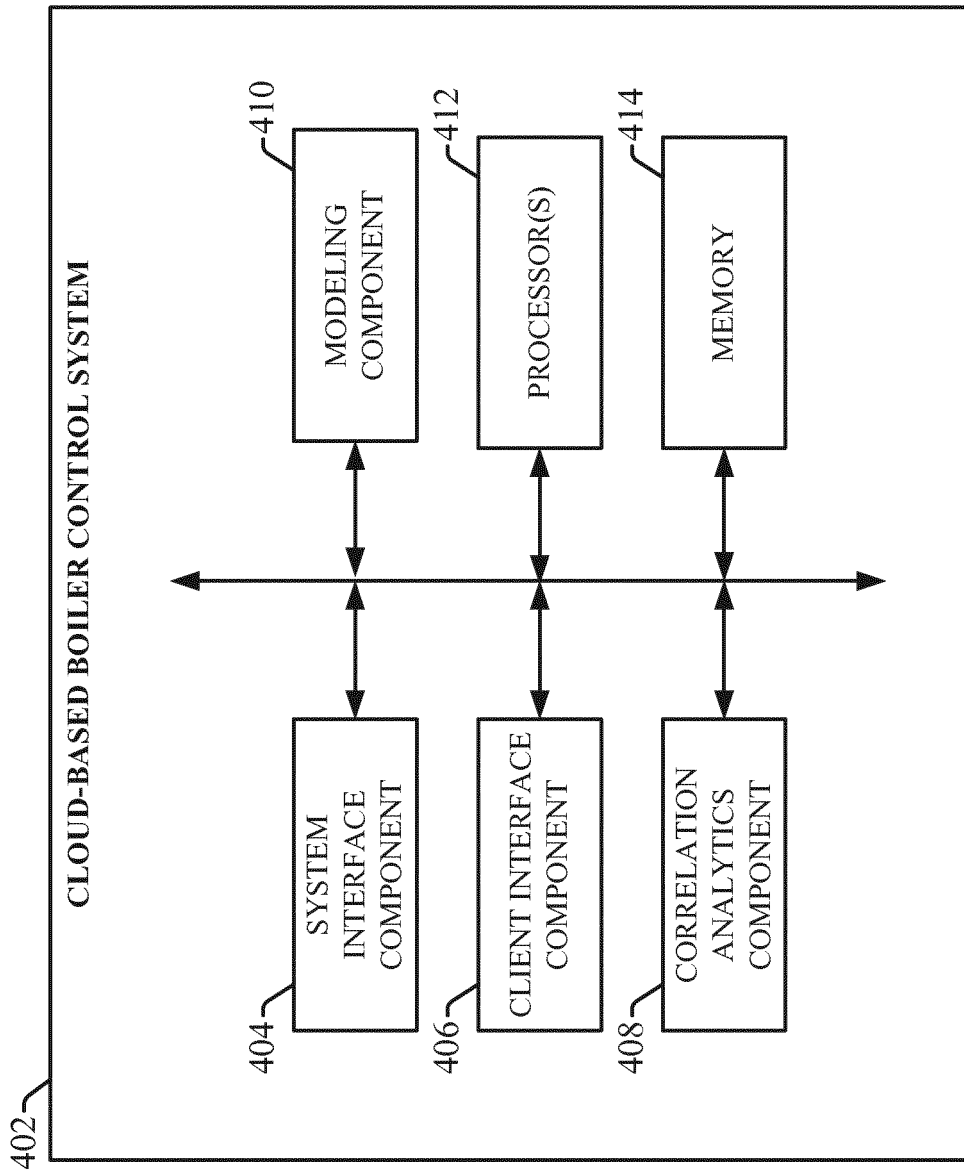 402
CLOUD-BASED BOILER CONTROL SYSTEM
404
SYSTEM
INTERFACE
COMPONENT
410
MODELING
COMPONENT
406
CLIENT INTERFACE
COMPONENT
412
PROCESSOR(S)
408
CORRELATION
ANALYTICS
COMPONENT
414
MEMORY